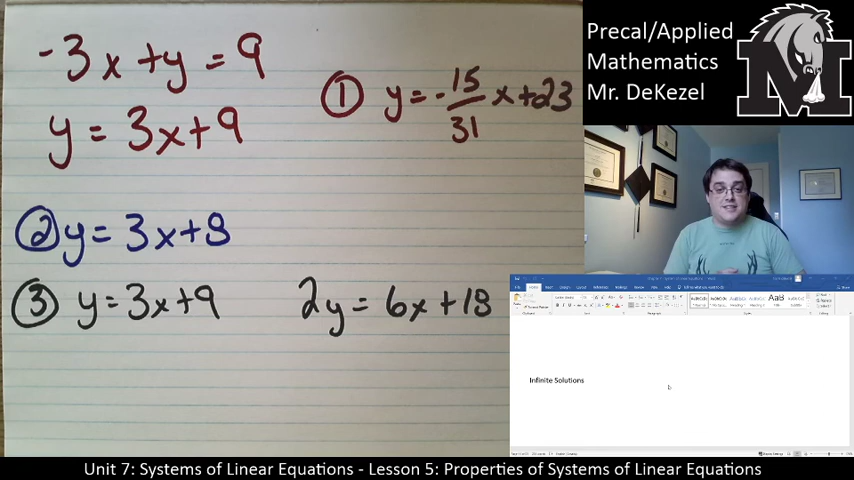 -3x+y=9
y=3x+9
① y=-15/31x+23
② y=3x+8
③ y=3x+9 2y=6x+18
Precal/Applied
Mathematics
Mr. DeKezel
M
Infinite Solutions
Unit 7: Systems of Linear Equations - Lesson 5: Properties of Systems of Linear Equations